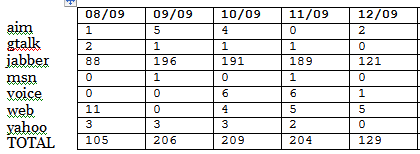 08/09 09/09 10/09 11/09 12/09
aim 1 5 4 0 2
gtalk 2 1 1 1 0
jabber 88 196 191 189 121
msn 0 1 0 1 0
voice 0 0 6 6 1
web 11 0 4 5 5
yahoo 3 3 3 2 0
TOTAL 105 206 209 204 129